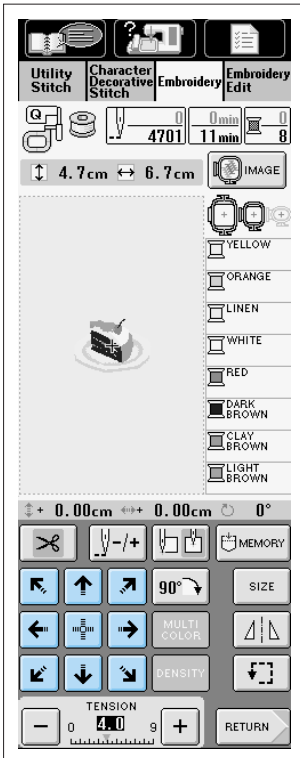 Utility Stitch
Character Decorative Stitch
Embroidery
Embroidery Edit
Q
0
4701
0min
11min
0
8
4.7cm 6.7cm
IMAGE
YELLOW
ORANGE
LINEN
WHITE
RED
DARK BROWN
CLAY BROWN
LIGHT BROWN
+ 0.00cm + 0.00cm 0°
-/+
MEMORY
90°
SIZE
MULTI COLOR
DENSITY
TENSION
− 0 4.0 9 +
RETURN